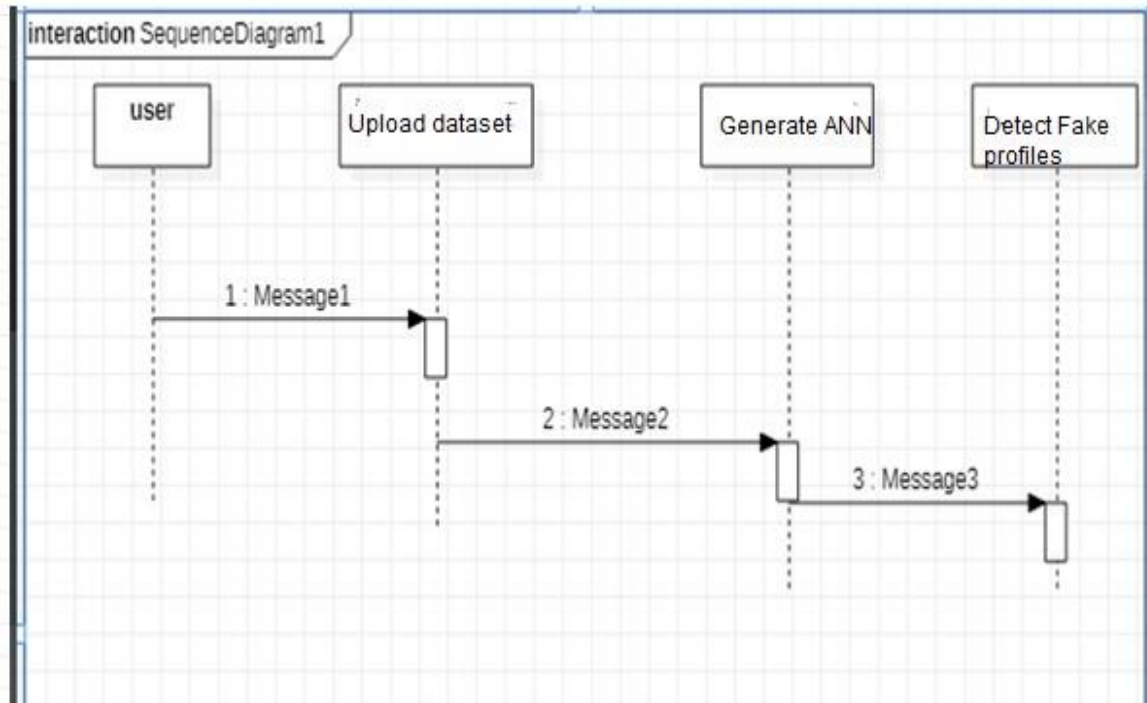 interaction SequenceDiagram1
user
Upload dataset
Generate ANN
Detect Fake
profiles
1 : Message1
2 : Message2
3 : Message3